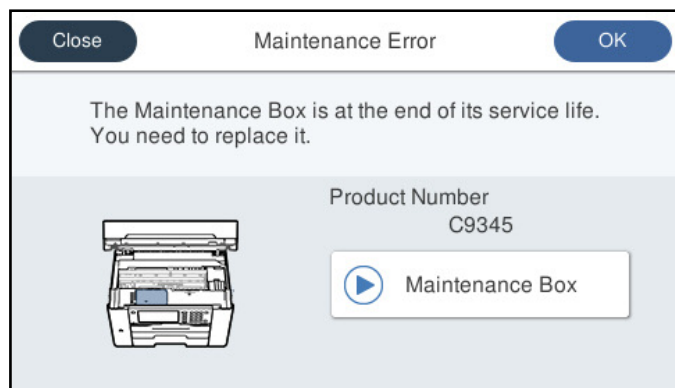 Close
Maintenance Error
OK
The Maintenance Box is at the end of its service life.
You need to replace it.
Product Number
C9345
Maintenance Box